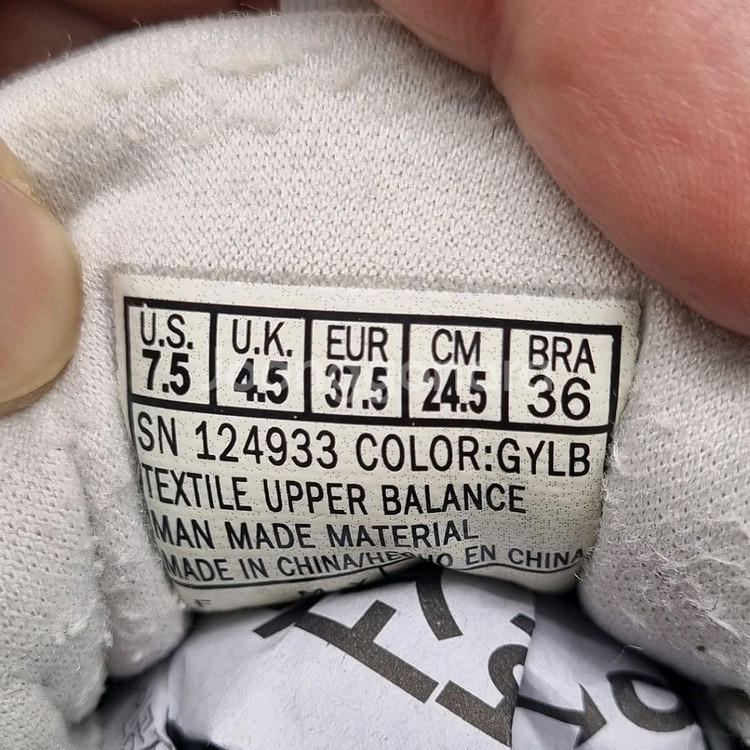 U.S. U.K. EUR CM BRA
7.5 4.5 37.5 24.5 36
SN 124933 COLOR:GYLB
TEXTILE UPPER BALANCE
MAN MADE MATERIAL
MADE IN CHINA/HECHO EN CHINA